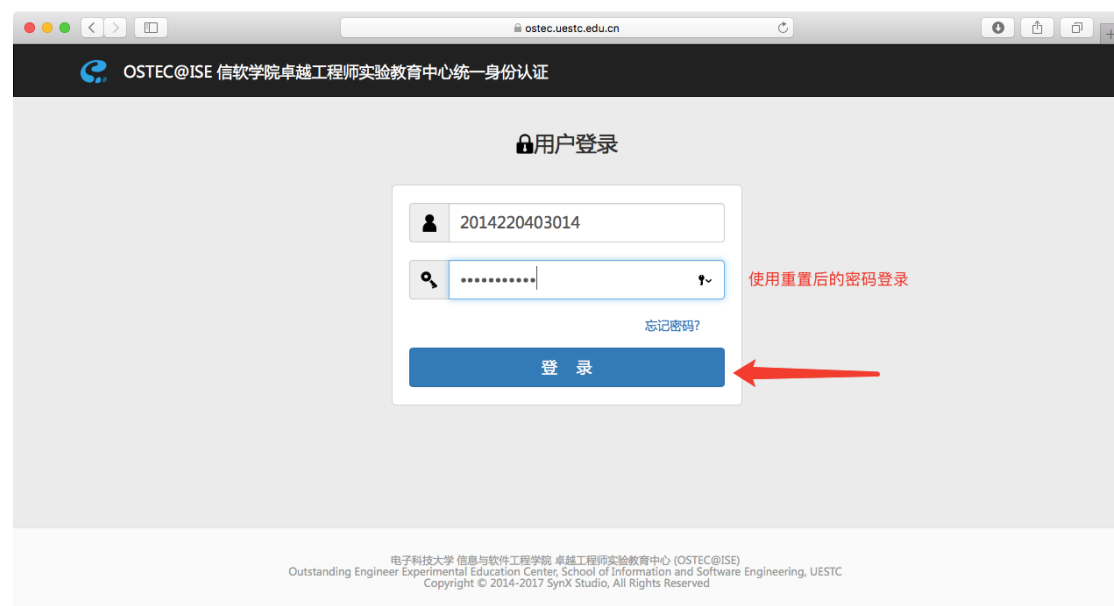 ostec.uestc.edu.cn
OSTEC@ISE 信软学院卓越工程师实验教育中心统一身份认证
用户登录
2014220403014
•••••••••••
使用重置后的密码登录
忘记密码?
登 录
电子科技大学 信息与软件工程学院 卓越工程师实验教育中心 (OSTEC@ISE)
Outstanding Engineer Experimental Education Center, School of Information and Software Engineering, UESTC
Copyright © 2014-2017 SynX Studio, All Rights Reserved